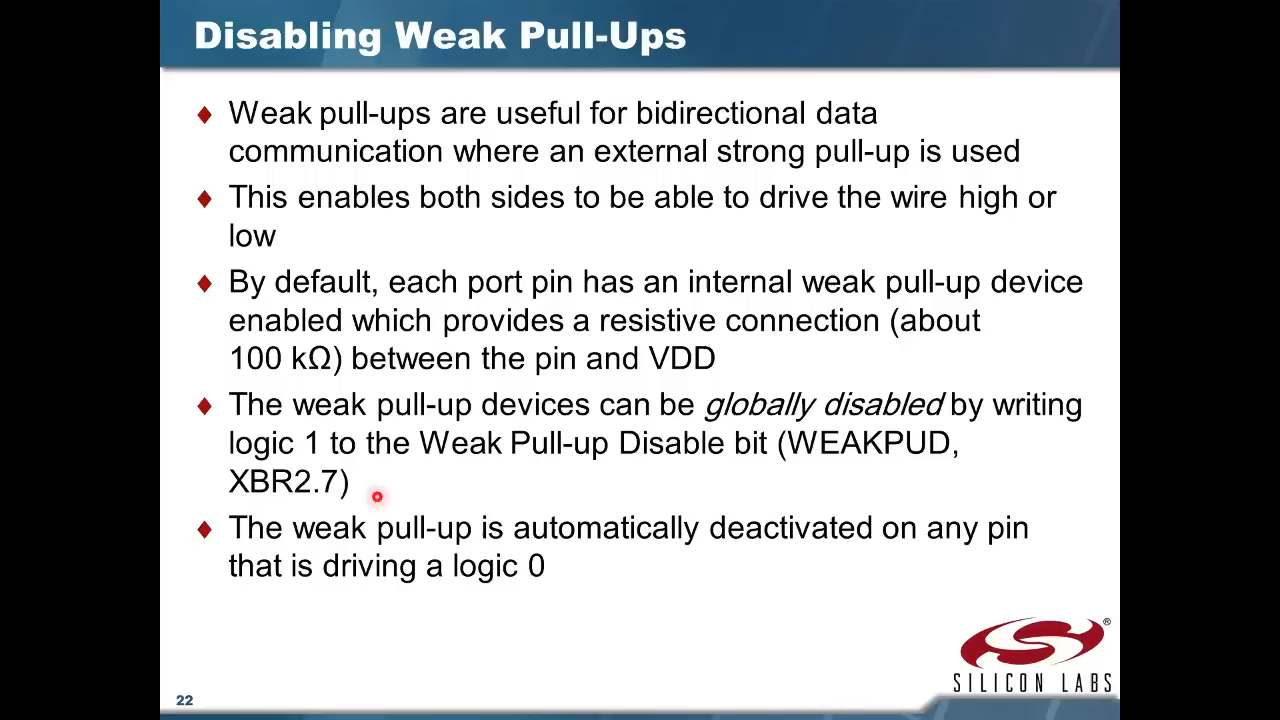 Disabling Weak Pull-Ups
♦ Weak pull-ups are useful for bidirectional data
communication where an external strong pull-up is used
♦ This enables both sides to be able to drive the wire high or
low
♦ By default, each port pin has an internal weak pull-up device
enabled which provides a resistive connection (about
100 kΩ) between the pin and VDD
♦ The weak pull-up devices can be globally disabled by writing
logic 1 to the Weak Pull-up Disable bit (WEAKPUD,
XBR2.7)
♦ The weak pull-up is automatically deactivated on any pin
that is driving a logic 0
®
SILICON LABS
22